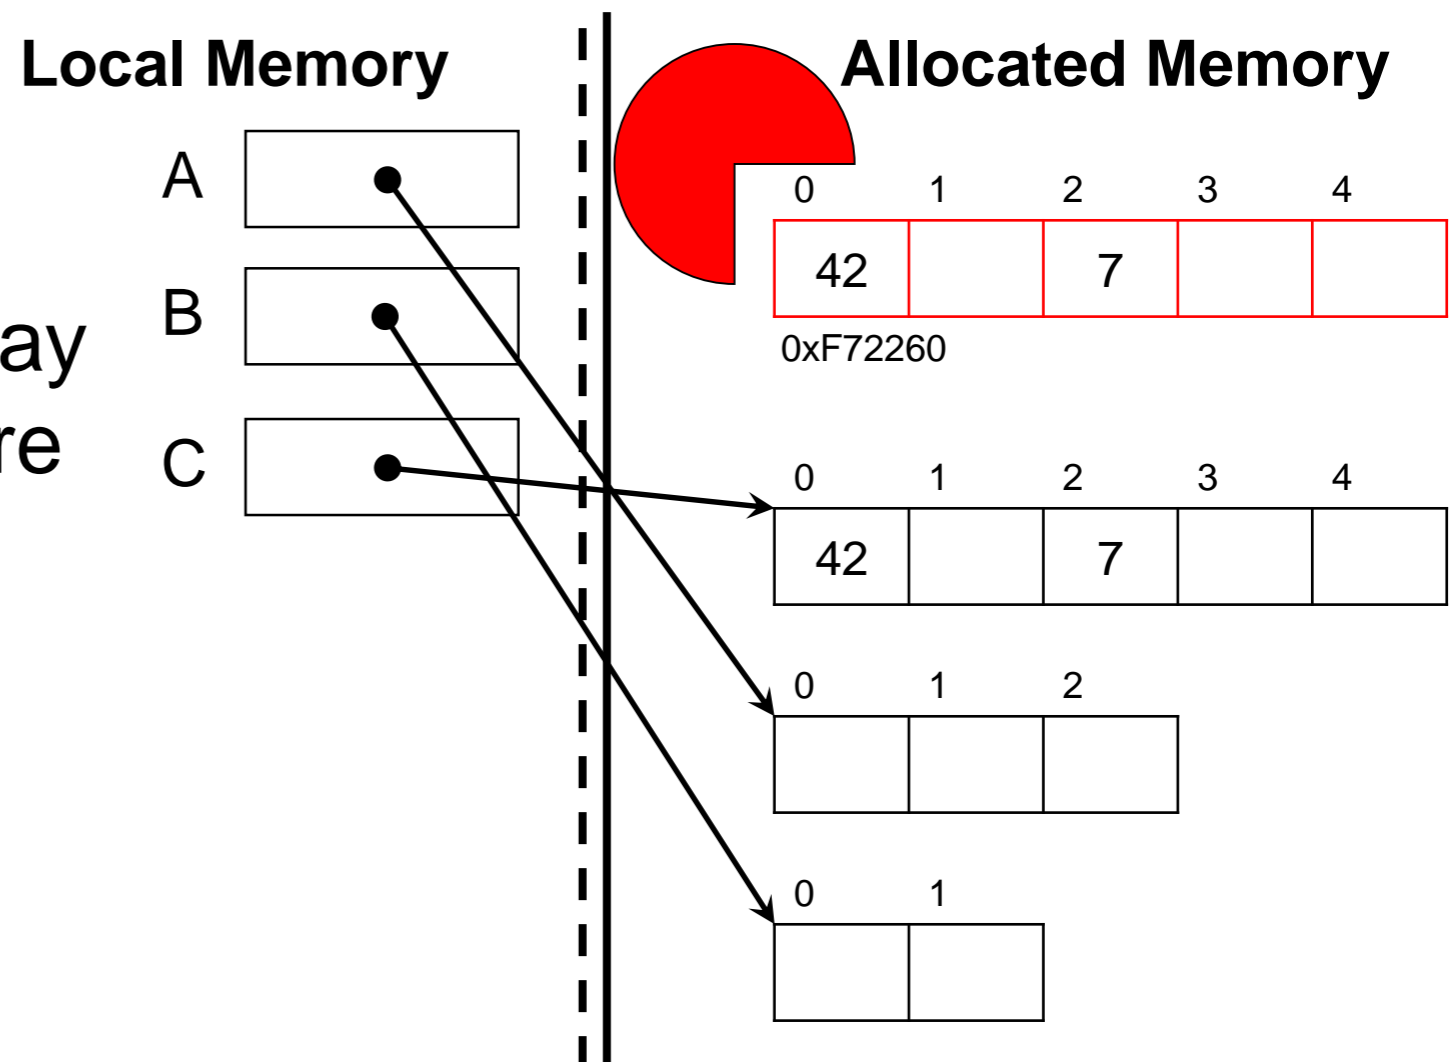 Local Memory
Allocated Memory
A
B
ay
C
re
0 1 2 3 4
42 7
0xF72260
0 1 2 3 4
42 7
0 1 2
0 1